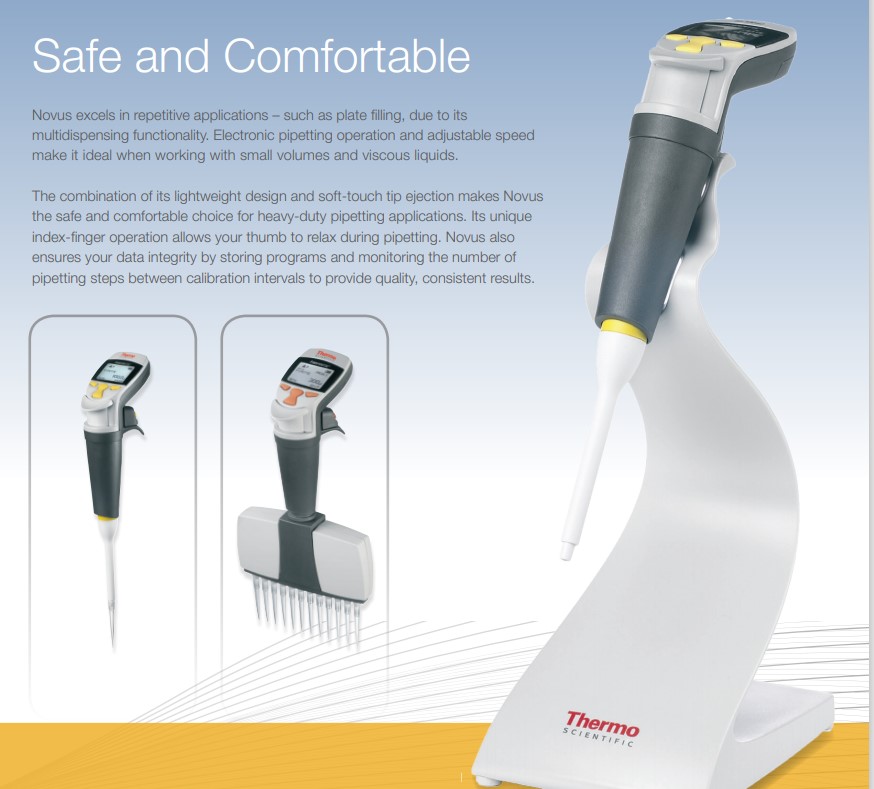 Safe and Comfortable
Novus excels in repetitive applications – such as plate filling, due to its
multidispensing functionality. Electronic pipetting operation and adjustable speed
make it ideal when working with small volumes and viscous liquids.
The combination of its lightweight design and soft-touch tip ejection makes Novus
the safe and comfortable choice for heavy-duty pipetting applications. Its unique
index-finger operation allows your thumb to relax during pipetting. Novus also
ensures your data integrity by storing programs and monitoring the number of
pipetting steps between calibration intervals to provide quality, consistent results.
Thermo
Thermo
Thermo
SCIENTIFIC